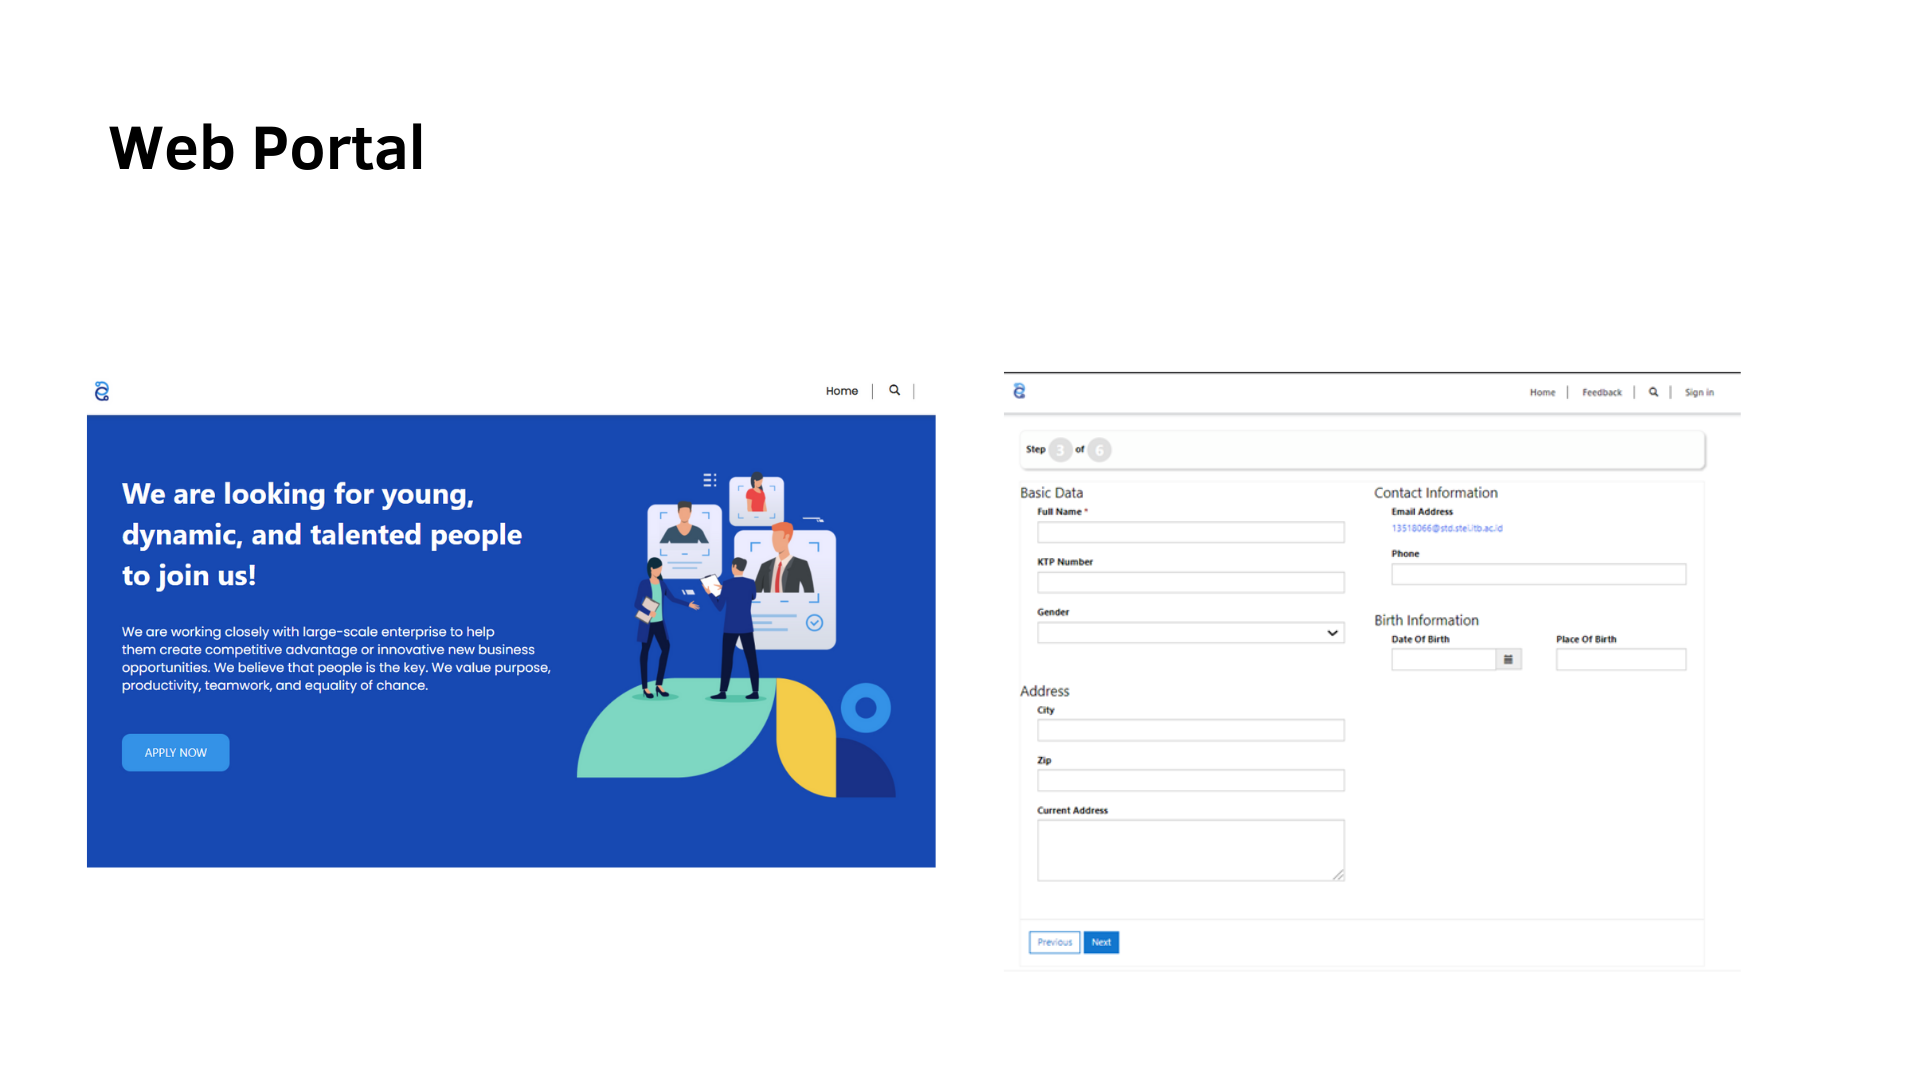 Web Portal
Home
We are looking for young,
dynamic, and talented people
to join us!
We are working closely with large-scale enterprise to help
them create competitive advantage or innovative new business
opportunities. We believe that people is the key. We value purpose,
productivity, teamwork, and equality of chance.
APPLY NOW
Home
Feedback
Sign in
Step 3 of 6
Basic Data
Full Name *
KTP Number
Gender
Address
City
Zip
Current Address
Contact Information
Email Address
13518066@std.stei.itb.ac.id
Phone
Birth Information
Date Of Birth
Place Of Birth
Previous
Next